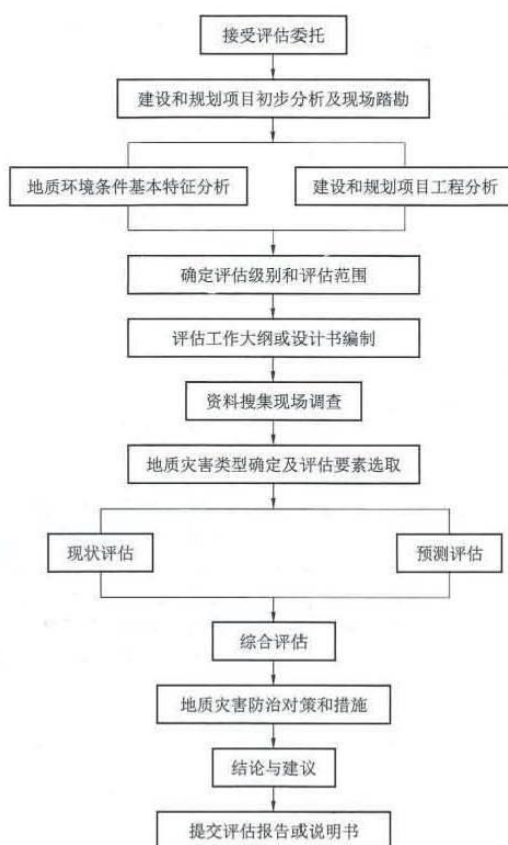 接受评估委托
建设和规划项目初步分析及现场踏勘
地质环境条件基本特征分析
建设和规划项目工程分析
确定评估级别和评估范围
评估工作大纲或设计书编制
资料搜集现场调查
地质灾害类型确定及评估要素选取
现状评估
预测评估
综合评估
地质灾害防治对策和措施
结论与建议
提交评估报告或说明书